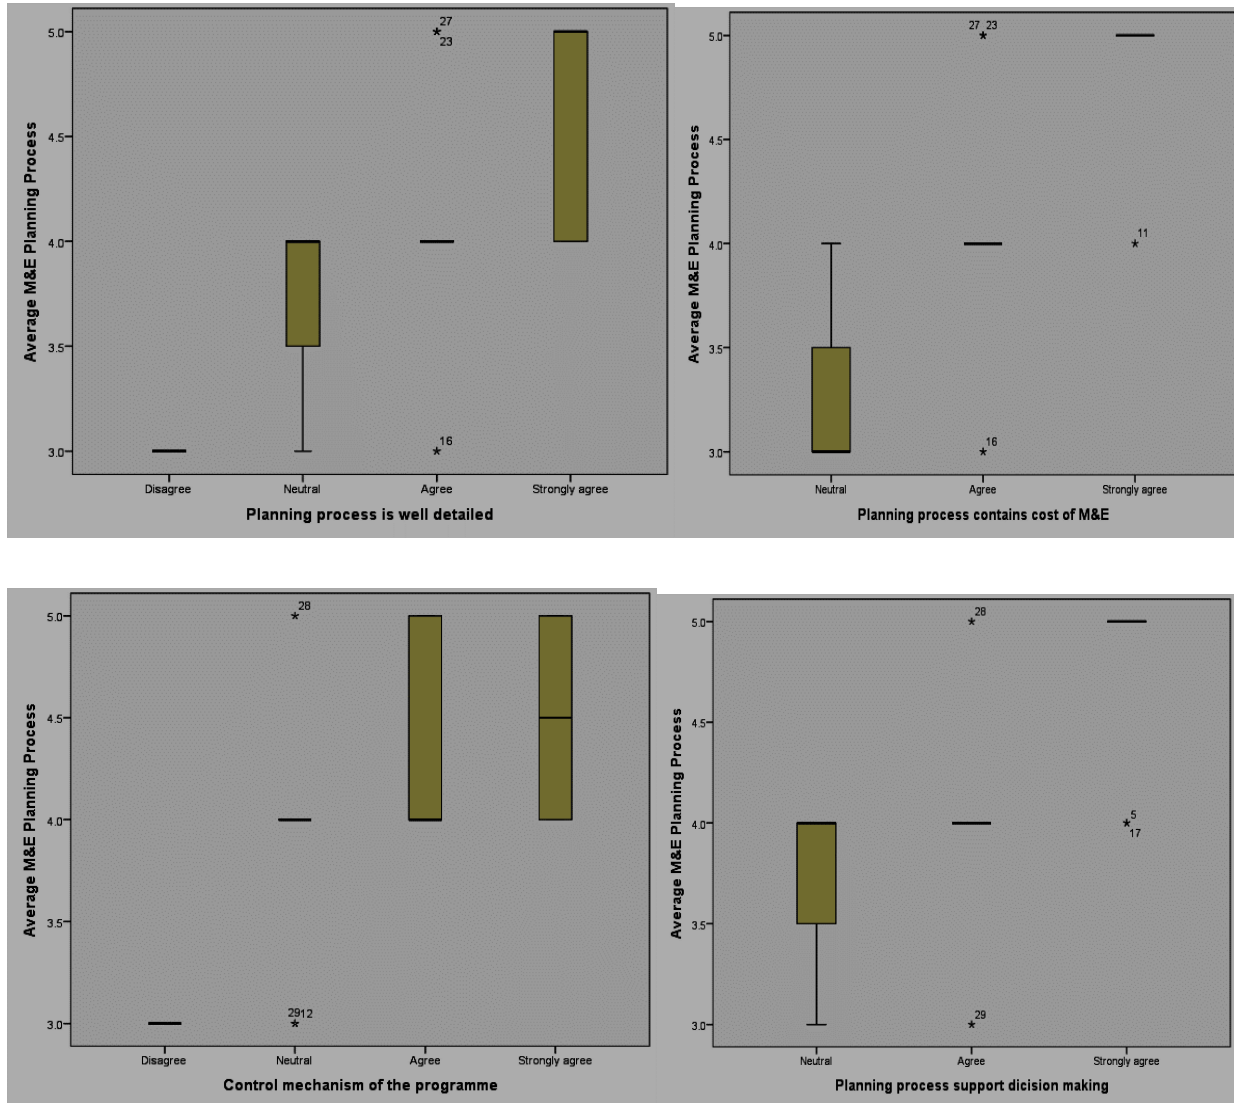 Average M&E Planning Process
27
5.0
23
4.5
4.0
3.5
16
3.0
Disagree Neutral Agree Strongly agree
Planning process is well detailed
Average M&E Planning Process
27 23
5.0
4.5
11
4.0
3.5
16
3.0
Neutral Agree Strongly agree
Planning process contains cost of M&E
Average M&E Planning Process
28
5.0
4.5
4.0
3.5
2912
3.0
Disagree Neutral Agree Strongly agree
Control mechanism of the programme
Average M&E Planning Process
28
5.0
4.5
5
4.0
17
3.5
29
3.0
Neutral Agree Strongly agree
Planning process support dicision making